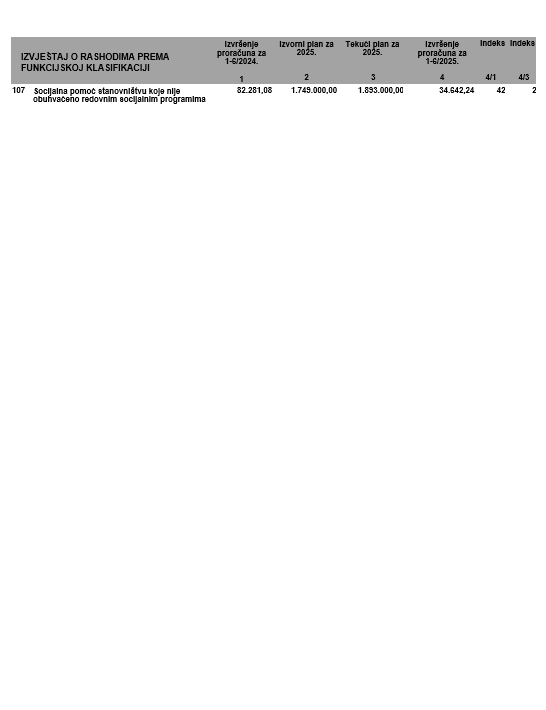 IZVJEŠTAJ O RASHODIMA PREMA
FUNKCIJSKOJ KLASIFIKACIJI
Izvršenje
proračuna za
1-6/2024.
1
Izvorni plan za
2025.
2
Tekući plan za
2025.
3
Izvršenje
proračuna za
1-6/2025.
4
Indeks
4/1
Indeks
4/3
107 Socijalna pomoć stanovništvu koje nije 82.281,08 1.749.000,00 1.893.000,00 34.642,24 42 2
obuhvaćeno redovnim socijalnim programima